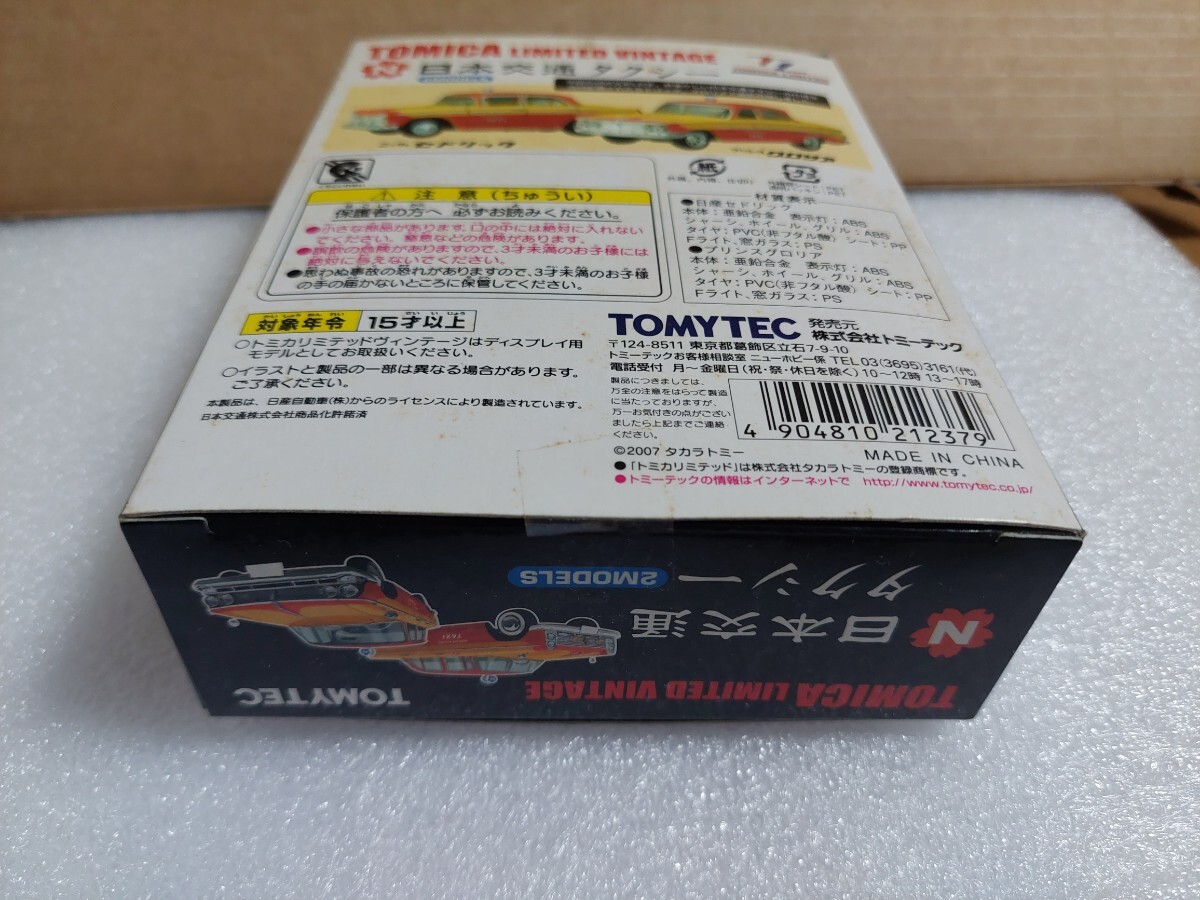 TOMICA LIMITED VINTAGE
日本交通 タクシー
セドリック
グロリア
紙
プラ
⚠ 注 意 (ちゅうい)
保護者の方へ 必ずお読みください。
●小さな部品があります。口の中には絶対に入れない
でください。窒息などの危険があります。
●誤飲の危険がありますので、3才未満のお子様には
絶対に与えないでください。
●思わぬ事故の恐れがありますので、3才未満のお子様
の手の届かないところに保管してください。
対象年令 15才以上
たいしょうねんれい
○トミカリミテッドヴィンテージはディスプレイ用
モデルとしてお取扱いください。
○イラストと製品の一部は異なる場合があります。
ご了承ください。
本製品は、日産自動車(株)からのライセンスにより製造されています。
日本交通株式会社商品化許諾済
材質表示
●日産セドリック
本体：亜鉛合金 表示灯：ABS
シャーシ、ホイール、グリル：ABS
タイヤ：PVC(非フタル酸) シート：PP
Fライト、窓ガラス：PS
●プリンスグロリア
本体：亜鉛合金 表示灯：ABS
シャーシ、ホイール、グリル：ABS
タイヤ：PVC(非フタル酸) シート：PP
Fライト、窓ガラス：PS
TOMYTEC 発売元 株式会社トミーテック
〒124-8511 東京都葛飾区立石7-9-10
トミーテックお客様相談室 ニューホビー係 TEL 03(3695)3161(代)
電話受付 月～金曜日(祝・祭・休日を除く)10～12時 13～17時
製品につきましては、
万全の注意をはらって製造
に当たっておりますが、
万一お気付きの点がござい
ましたら上記までご連絡
ください。
4 904810 212379
©2007 タカラトミー
MADE IN CHINA
●「トミカリミテッド」は株式会社タカラトミーの登録商標です。
●トミーテックの情報はインターネットで http://www.tomytec.co.jp/
TOMICA LIMITED VINTAGE
N 日本交通
タクシー 2MODELS
TAXI
TOMYTEC